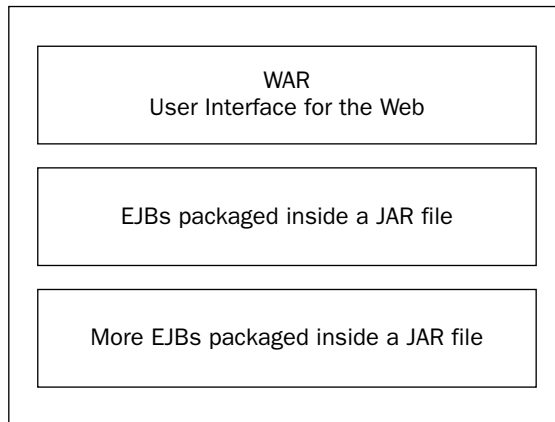 WAR
User Interface for the Web
EJBs packaged inside a JAR file
More EJBs packaged inside a JAR file